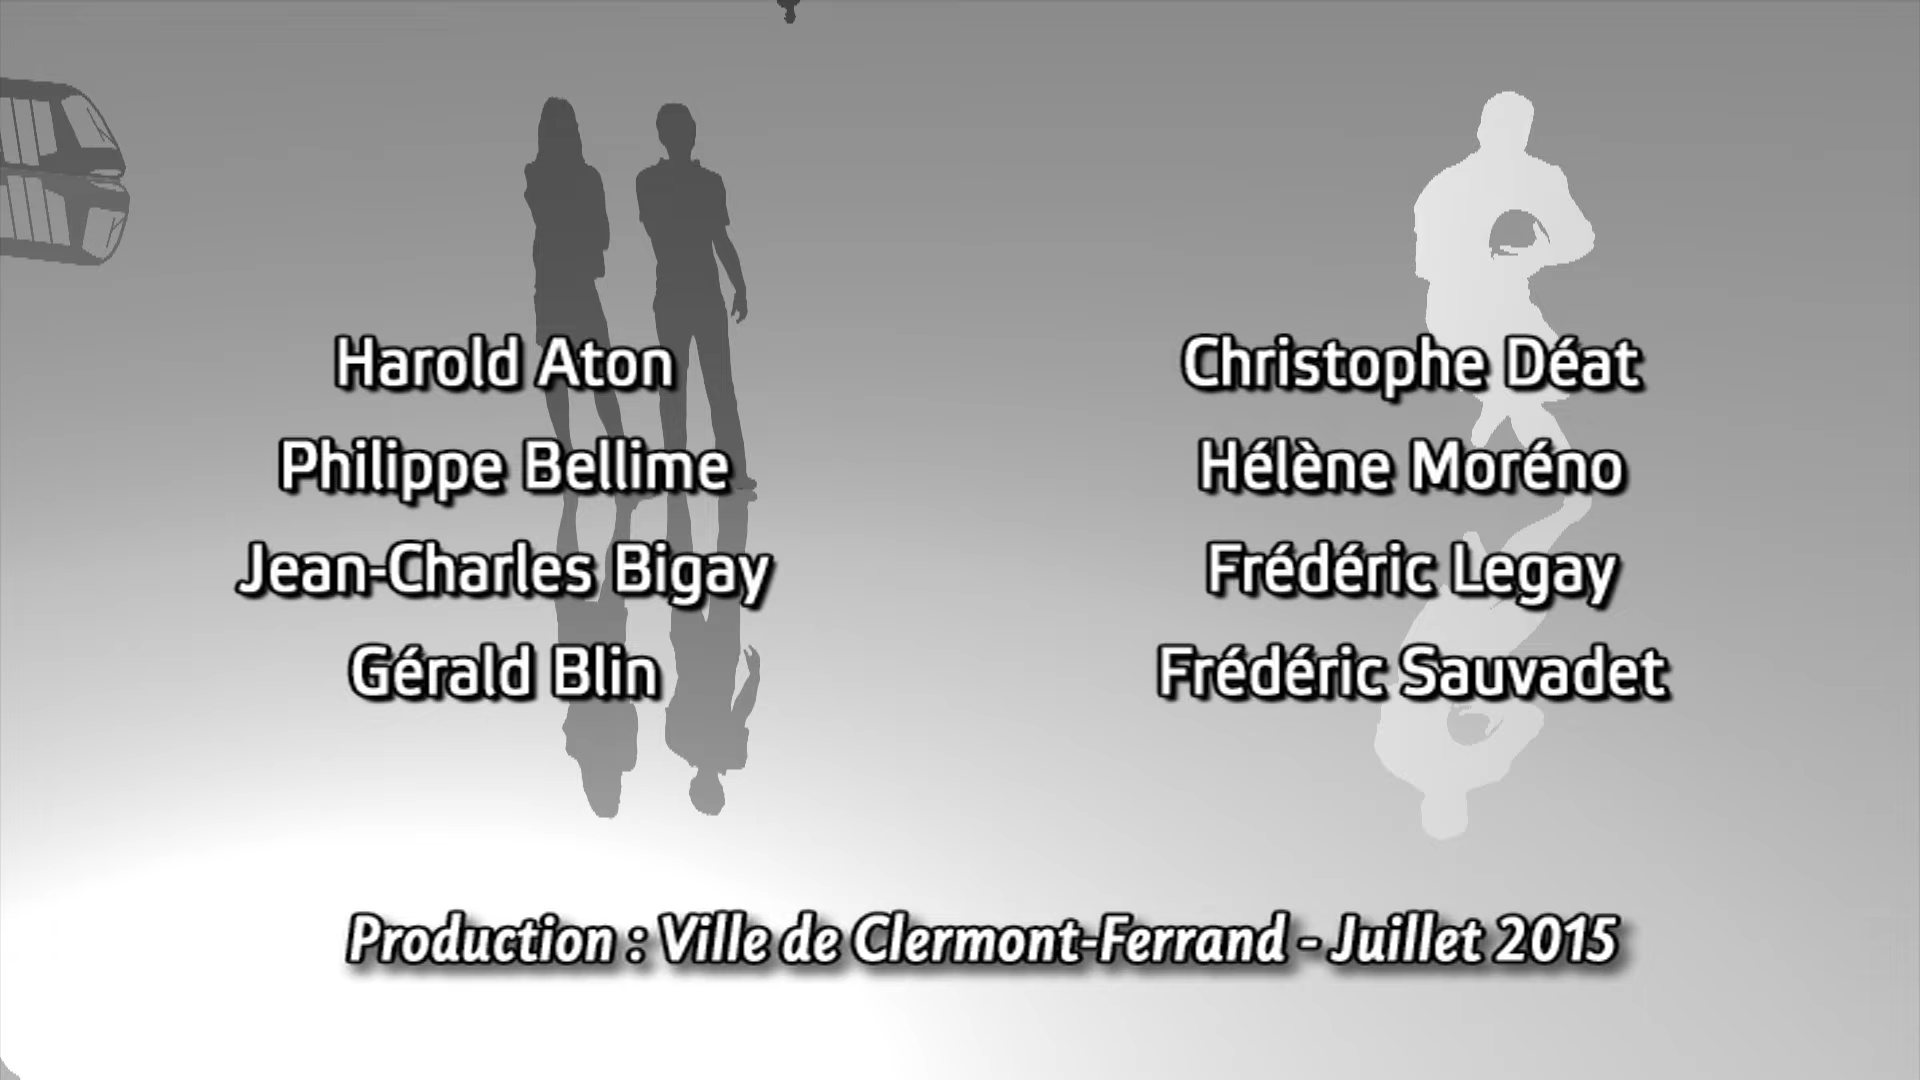 Harold Aton
Philippe Bellime
Jean-Charles Bigay
Gérald Blin
Christophe Déat
Hélène Moréno
Frédéric Legay
Frédéric Sauvadet
Production : Ville de Clermont-Ferrand - Juillet 2015